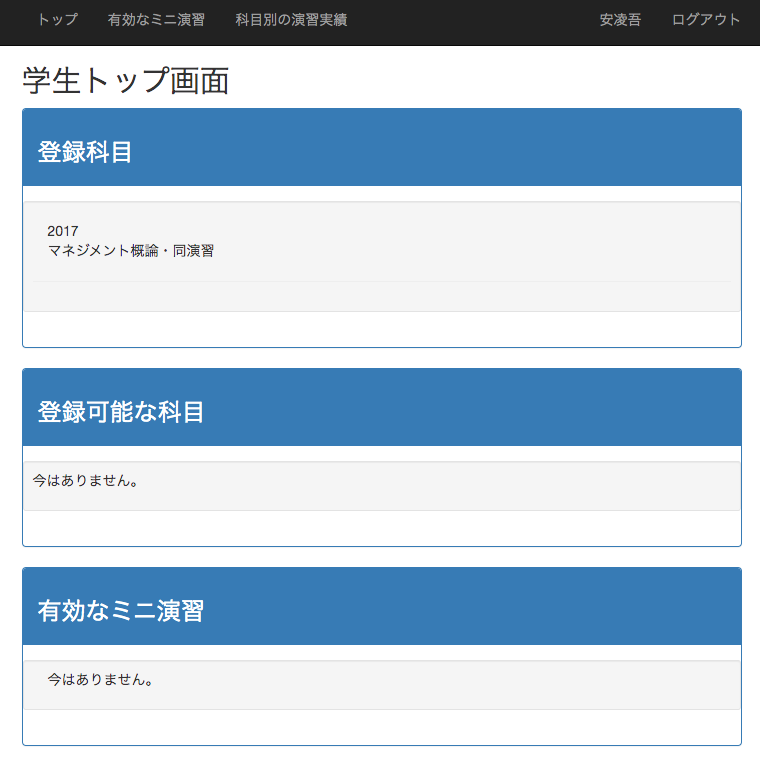 トップ 有効なミニ演習 科目別の演習実績 安凌吾 ログアウト
学生トップ画面
登録科目
2017
マネジメント概論・同演習
登録可能な科目
今はありません。
有効なミニ演習
今はありません。